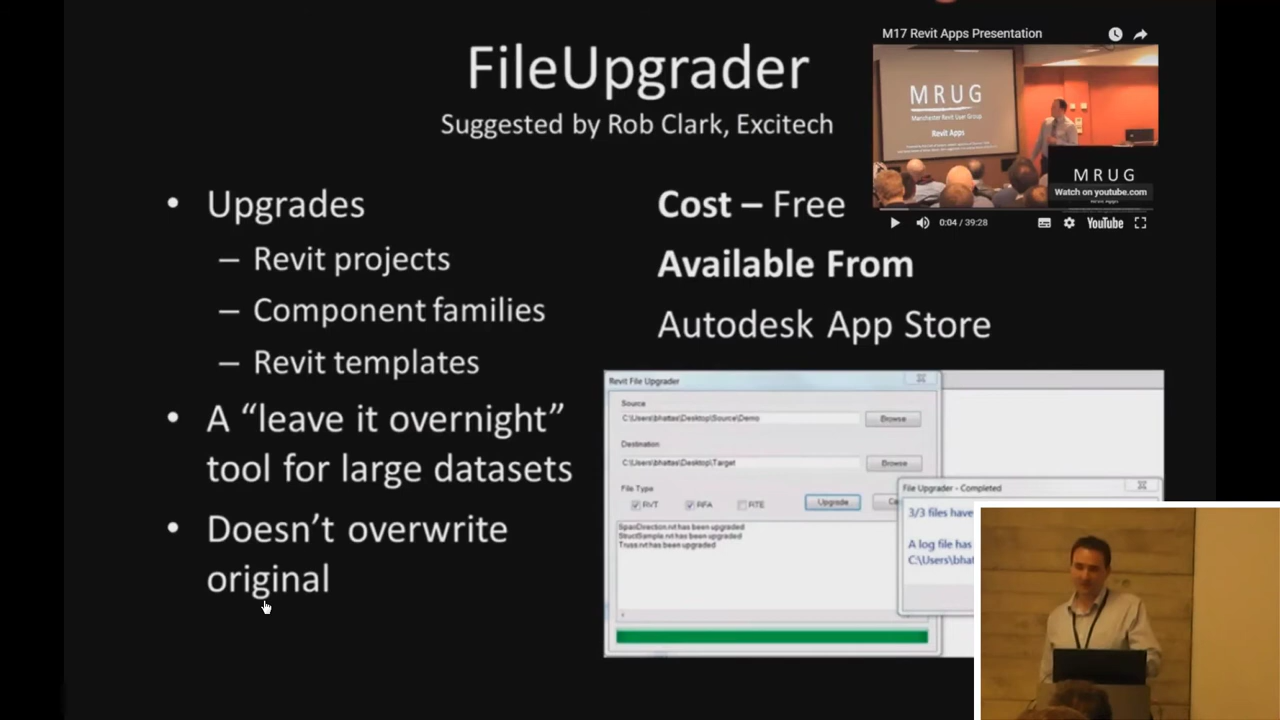 FileUpgrader
Suggested by Rob Clark, Excitech
M17 Revit Apps Presentation
MRUG
Manchester Revit User Group
Revit Apps
MRUG
Watch on youtube.com
0:04 / 39:28
YouTube
• Upgrades
– Revit projects
– Component families
– Revit templates
• A “leave it overnight”
tool for large datasets
• Doesn’t overwrite
original
Cost – Free
Available From
Autodesk App Store
Revit File Upgrader
Source
C:\Users\bhattas\Desktop\Source\Demo
Browse
Destination
C:\Users\bhattas\Desktop\Target
Browse
File Type
RVT
RFA
RTE
Upgrade
SpanDirection.rvt has been upgraded
StructSample.rvt has been upgraded
Truss.rvt has been upgraded
File Upgrader - Completed
3/3 files have
A log file has
C:\Users\bhat